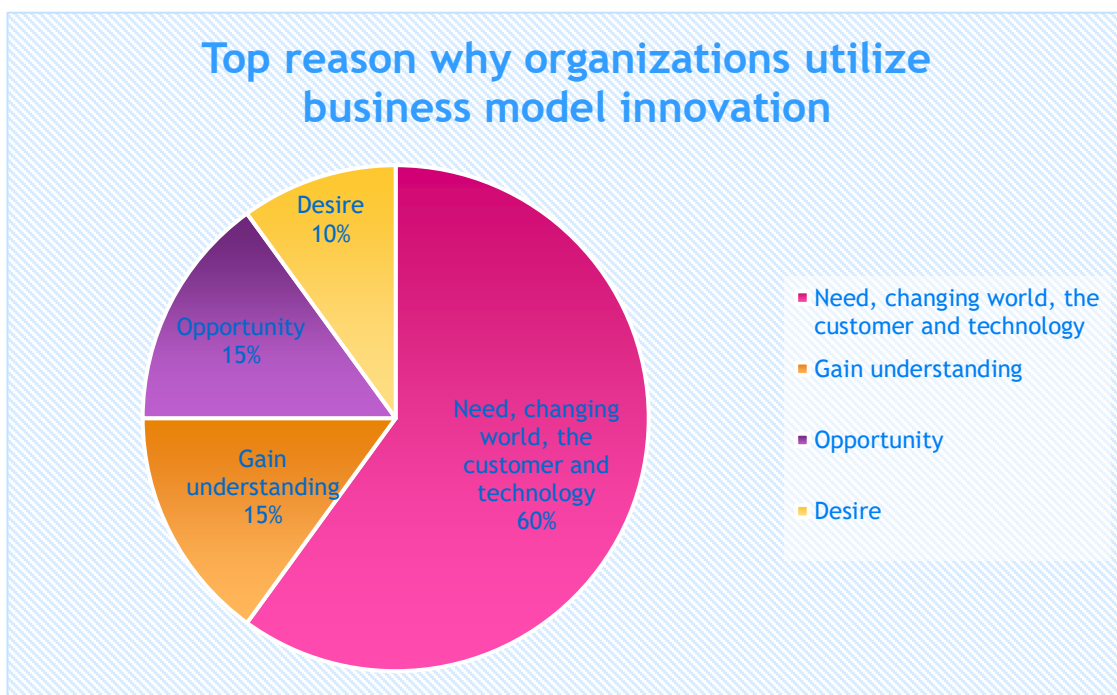 Top reason why organizations utilize
business model innovation
Desire
10%
Opportunity
15%
Gain
understanding
15%
Need, changing
world, the
customer and
technology
60%
Need, changing world, the
customer and technology
Gain understanding
Opportunity
Desire